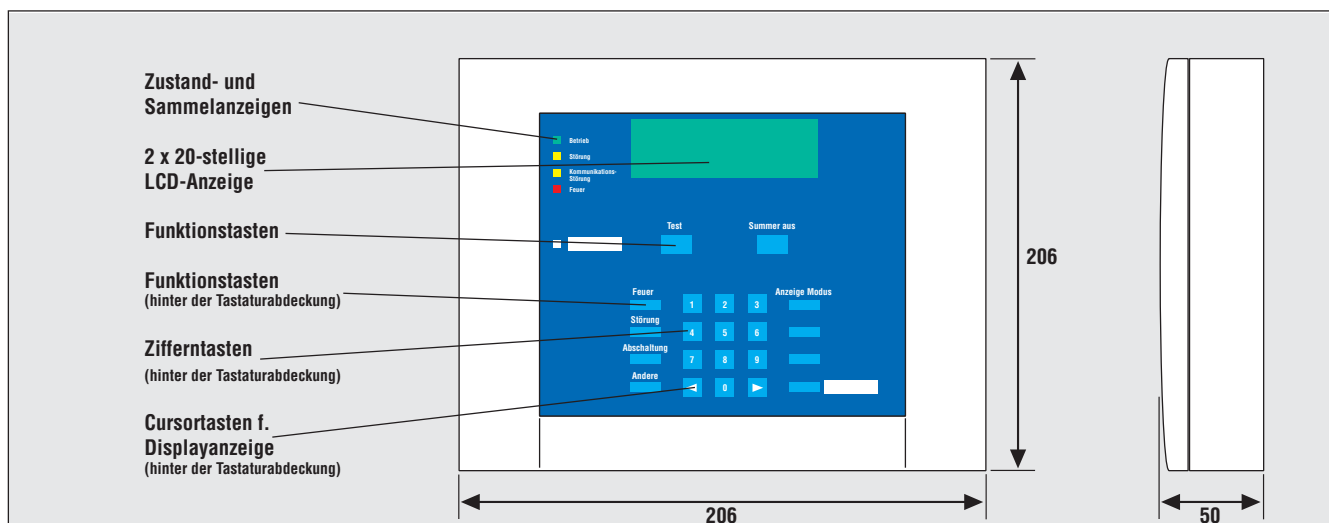 Zustand- und
Sammelanzeigen
2 x 20-stellige
LCD-Anzeige
Funktionstasten
Funktionstasten
(hinter der Tastaturabdeckung)
Zifferntasten
(hinter der Tastaturabdeckung)
Cursortasten f.
Displayanzeige
(hinter der Tastaturabdeckung)
Betrieb
Störung
Kommunikations-
Störung
Feuer
Test Summer aus
Feuer 1 2 3 Anzeige Modus
Störung 4 5 6
Abschaltung 7 8 9
Andere 0
206
206
50